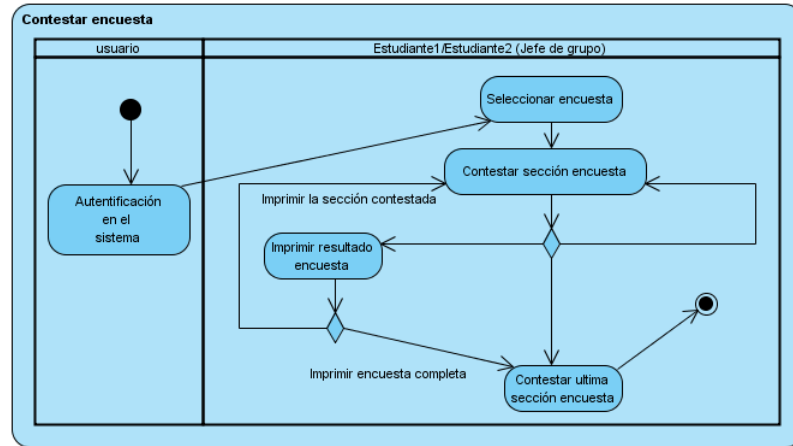 Contestar encuesta
usuario
Estudiante1/Estudiante2 (Jefe de grupo)
Seleccionar encuesta
Contestar sección encuesta
Autentificación
en el
sistema
Imprimir la sección contestada
Imprimir resultado
encuesta
Imprimir encuesta completa
Contestar ultima
sección encuesta